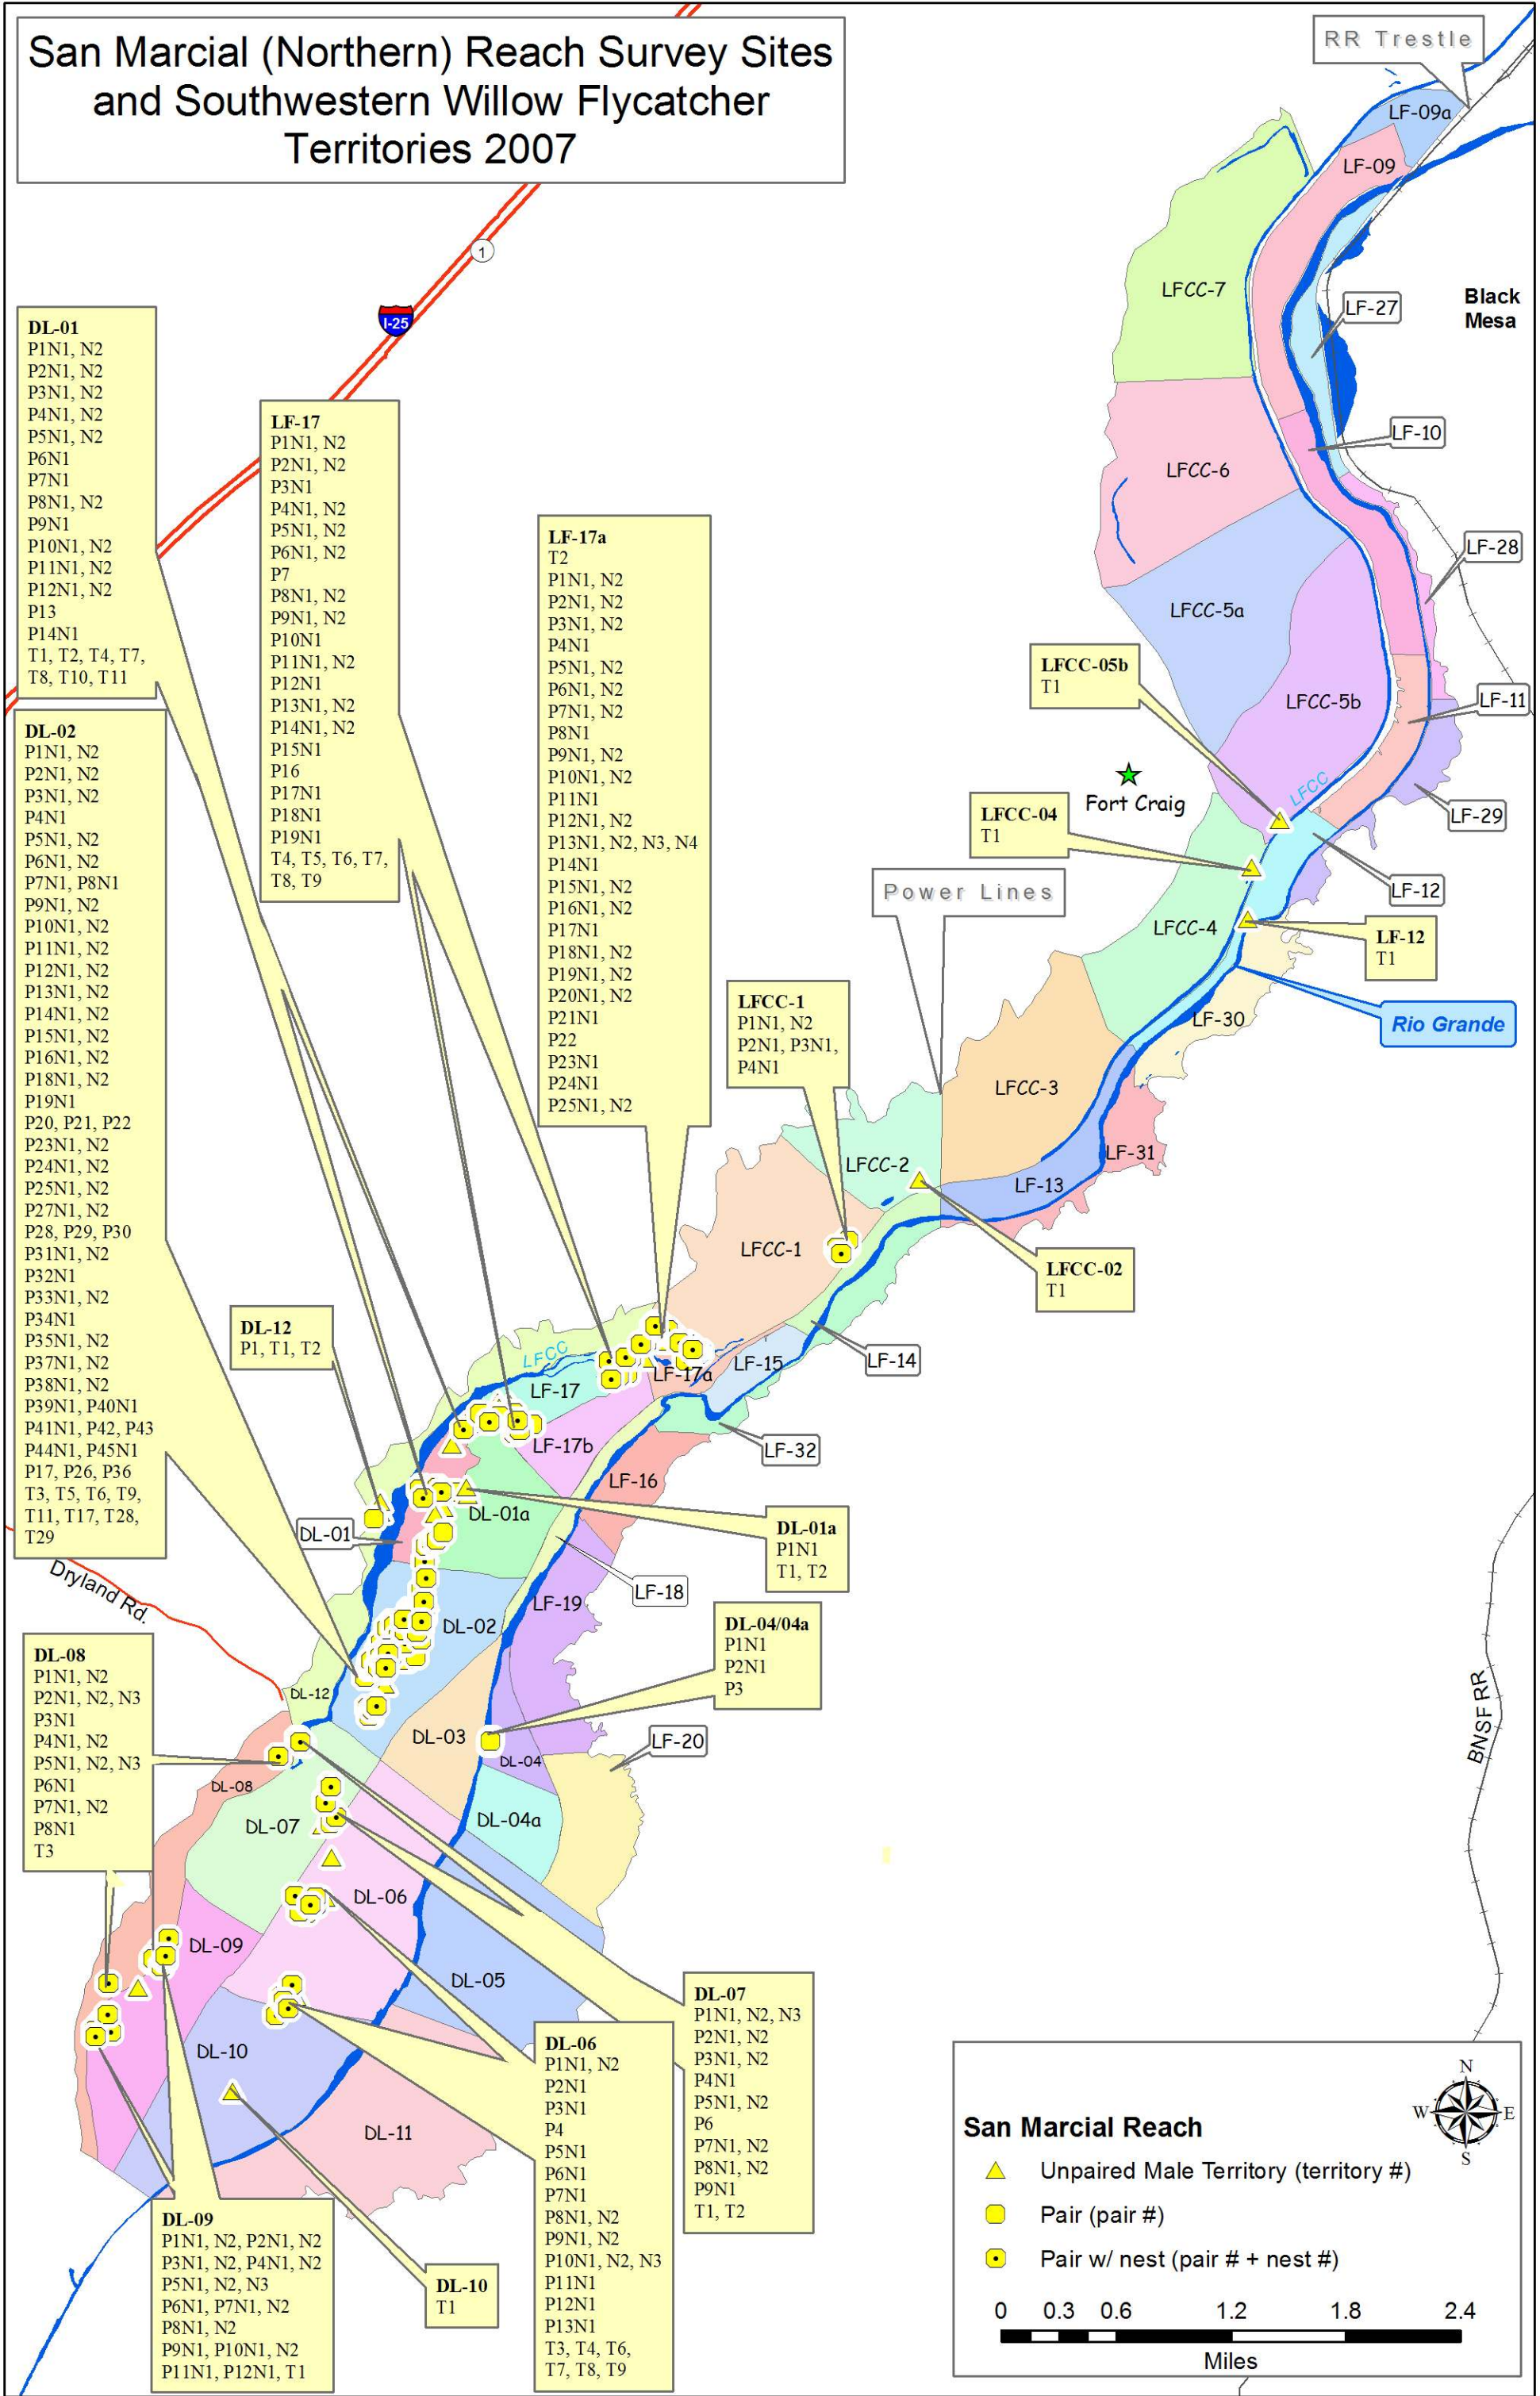 San Marcial (Northern) Reach Survey Sites
and Southwestern Willow Flycatcher
Territories 2007
RR Trestle
LF-09a
LF-09
1
I-25
LFCC-7
LF-27
Black
Mesa
LF-10
LFCC-6
LF-28
LFCC-5a
LFCC-5b
LF-11
LFCC
LF-29
Fort Craig
LF-12
Power Lines
LFCC-4
Rio Grande
LF-30
LFCC-3
LF-31
LFCC-2
LF-13
LFCC-1
LF-14
LFCC
LF-15
LF-17a
LF-17
LF-17b
LF-32
LF-16
DL-01a
DL-01
LF-18
LF-19
DL-02
Dryland Rd.
DL-12
DL-03
DL-04
LF-20
DL-08
DL-07
DL-04a
DL-06
DL-09
DL-05
DL-10
DL-11
BNSF RR
DL-01
P1N1, N2
P2N1, N2
P3N1, N2
P4N1, N2
P5N1, N2
P6N1
P7N1
P8N1, N2
P9N1
P10N1, N2
P11N1, N2
P12N1, N2
P13
P14N1
T1, T2, T4, T7,
T8, T10, T11
LF-17
P1N1, N2
P2N1, N2
P3N1
P4N1, N2
P5N1, N2
P6N1, N2
P7
P8N1, N2
P9N1, N2
P10N1
P11N1, N2
P12N1
P13N1, N2
P14N1, N2
P15N1
P16
P17N1
P18N1
P19N1
T4, T5, T6, T7,
T8, T9
LF-17a
T2
P1N1, N2
P2N1, N2
P3N1, N2
P4N1
P5N1, N2
P6N1, N2
P7N1, N2
P8N1
P9N1, N2
P10N1, N2
P11N1
P12N1, N2
P13N1, N2, N3, N4
P14N1
P15N1, N2
P16N1, N2
P17N1
P18N1, N2
P19N1, N2
P20N1, N2
P21N1
P22
P23N1
P24N1
P25N1, N2
LFCC-05b
T1
LFCC-04
T1
LF-12
T1
LFCC-1
P1N1, N2
P2N1, P3N1,
P4N1
LFCC-02
T1
DL-02
P1N1, N2
P2N1, N2
P3N1, N2
P4N1
P5N1, N2
P6N1, N2
P7N1, P8N1
P9N1, N2
P10N1, N2
P11N1, N2
P12N1, N2
P13N1, N2
P14N1, N2
P15N1, N2
P16N1, N2
P18N1, N2
P19N1
P20, P21, P22
P23N1, N2
P24N1, N2
P25N1, N2
P27N1, N2
P28, P29, P30
P31N1, N2
P32N1
P33N1, N2
P34N1
P35N1, N2
P37N1, N2
P38N1, N2
P39N1, P40N1
P41N1, P42, P43
P44N1, P45N1
P17, P26, P36
T3, T5, T6, T9,
T11, T17, T28,
T29
DL-12
P1, T1, T2
DL-01a
P1N1
T1, T2
DL-04/04a
P1N1
P2N1
P3
DL-08
P1N1, N2
P2N1, N2, N3
P3N1
P4N1, N2
P5N1, N2, N3
P6N1
P7N1, N2
P8N1
T3
DL-07
P1N1, N2, N3
P2N1, N2
P3N1, N2
P4N1
P5N1, N2
P6
P7N1, N2
P8N1, N2
P9N1
T1, T2
DL-06
P1N1, N2
P2N1
P3N1
P4
P5N1
P6N1
P7N1
P8N1, N2
P9N1, N2
P10N1, N2, N3
P11N1
P12N1
P13N1
T3, T4, T6,
T7, T8, T9
DL-09
P1N1, N2, P2N1, N2
P3N1, N2, P4N1, N2
P5N1, N2, N3
P6N1, P7N1, N2
P8N1, N2
P9N1, P10N1, N2
P11N1, P12N1, T1
DL-10
T1
N
W E
S
San Marcial Reach
Unpaired Male Territory (territory #)
Pair (pair #)
Pair w/ nest (pair # + nest #)
0 0.3 0.6 1.2 1.8 2.4
Miles